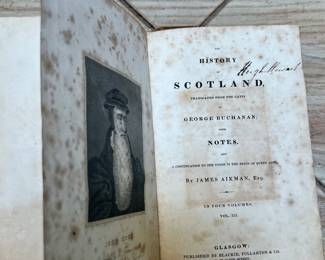 THE
HISTORY
OF
SCOTLAND,
TRANSLATED FROM THE LATIN
OF
GEORGE BUCHANAN;
WITH
NOTES,
AND
A CONTINUATION TO THE UNION IN THE REIGN OF QUEEN ANNE.
BY JAMES AIKMAN, ESQ.
IN FOUR VOLUMES.
VOL. III.
GLASGOW:
PUBLISHED BY BLACKIE, FULLARTON & CO.
JOHN KNOX